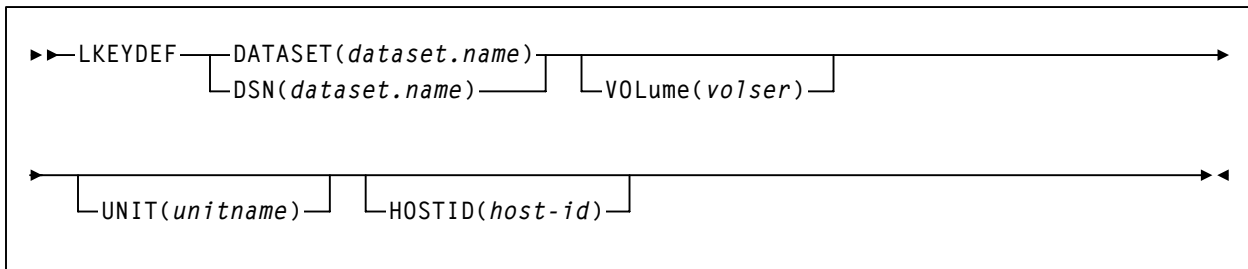 LKEYDEF DATASET(dataset.name)
DSN(dataset.name) VOLume(volser)
UNIT(unitname) HOSTID(host-id)